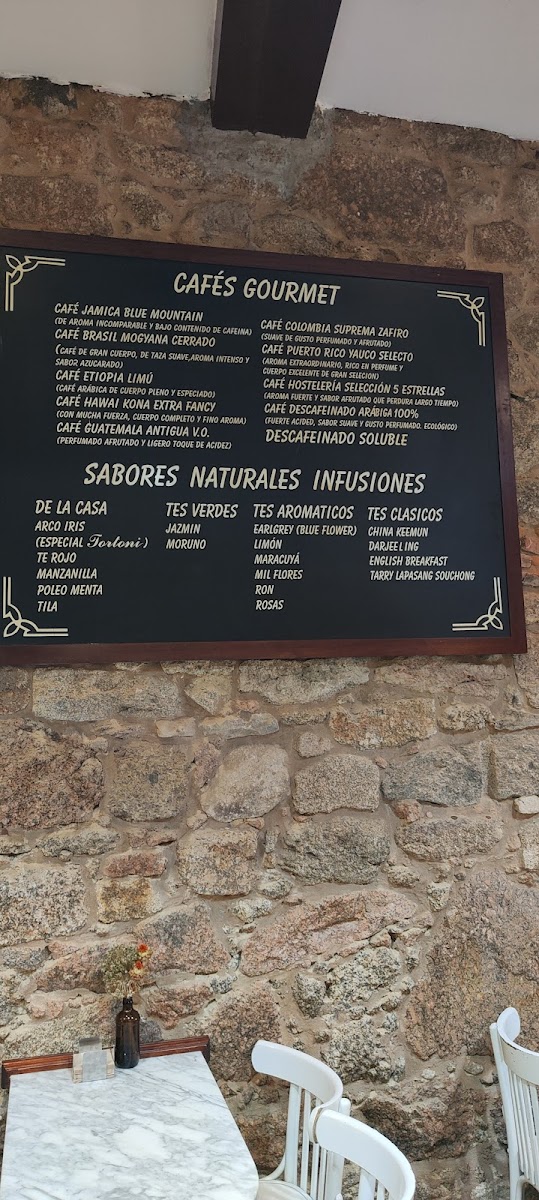 CAFÉS GOURMET
CAFÉ JAMICA BLUE MOUNTAIN
(DE AROMA INCOMPARABLE Y BAJO CONTENIDO DE CAFEINA)
CAFÉ BRASIL MOGYANA CERRADO
(CAFÉ DE GRAN CUERPO, DE TAZA SUAVE, AROMA INTENSO Y
SABOR AZUCARADO)
CAFÉ ETIOPIA LIMÚ
(CAFÉ ARÁBICA DE CUERPO PLENO Y ESPECIADO)
CAFÉ HAWAI KONA EXTRA FANCY
(CON MUCHA FUERZA, CUERPO COMPLETO Y FINO AROMA)
CAFÉ GUATEMALA ANTIGUA V.O.
(PERFUMADO AFRUTADO Y LIGERO TOQUE DE ACIDEZ)
CAFÉ COLOMBIA SUPREMA ZAFIRO
(SUAVE DE GUSTO PERFUMADO Y AFRUTADO)
CAFÉ PUERTO RICO YAUCO SELECTO
(AROMA EXTRAORDINARIO, RICO EN PERFUME Y
CUERPO EXCELENTE DE GRAN SELECION)
CAFÉ HOSTELERÍA SELECCIÓN 5 ESTRELLAS
(AROMA FUERTE Y SABOR AFRUTADO QUE PERDURA LARGO TIEMPO)
CAFÉ DESCAFEINADO ARÁBIGA 100%
(FUERTE ACIDED, SABOR SUAVE Y GUSTO PERFUMADO. ECOLÓGICO)
DESCAFEINADO SOLUBLE
SABORES NATURALES INFUSIONES
DE LA CASA
ARCO IRIS
(ESPECIAL Tortoni)
TE ROJO
MANZANILLA
POLEO MENTA
TILA
TES VERDES
JAZMIN
MORUNO
TES AROMATICOS
EARLGREY (BLUE FLOWER)
LIMÓN
MARACUYÁ
MIL FLORES
RON
ROSAS
TES CLASICOS
CHINA KEEMUN
DARJEELING
ENGLISH BREAKFAST
TARRY LAPASANG SOUCHONG